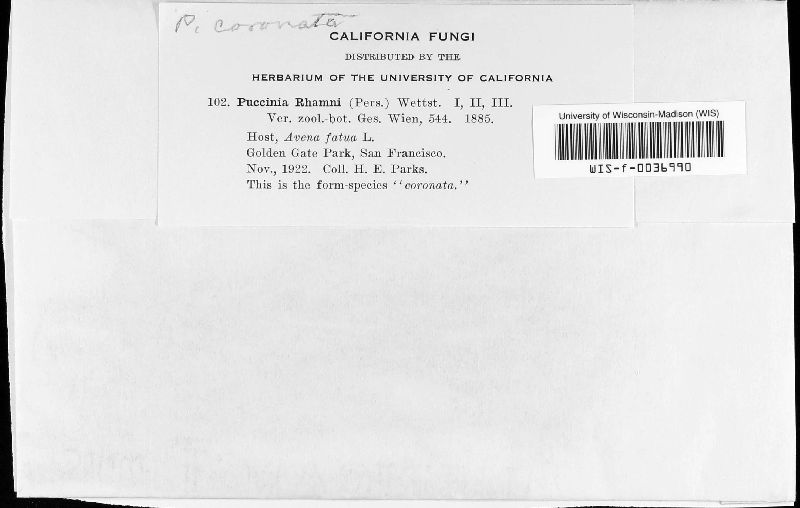 P. coronata
CALIFORNIA FUNGI
DISTRIBUTED BY THE
HERBARIUM OF THE UNIVERSITY OF CALIFORNIA
102. Puccinia Rhamni (Pers.) Wettst. I, II, III.
Ver. zool.-bot. Ges. Wien, 544. 1885.
Host, Avena fatua L.
Golden Gate Park, San Francisco.
Nov., 1922. Coll. H. E. Parks.
This is the form-species "coronata."
University of Wisconsin-Madison (WIS)
WIS-f-0036990